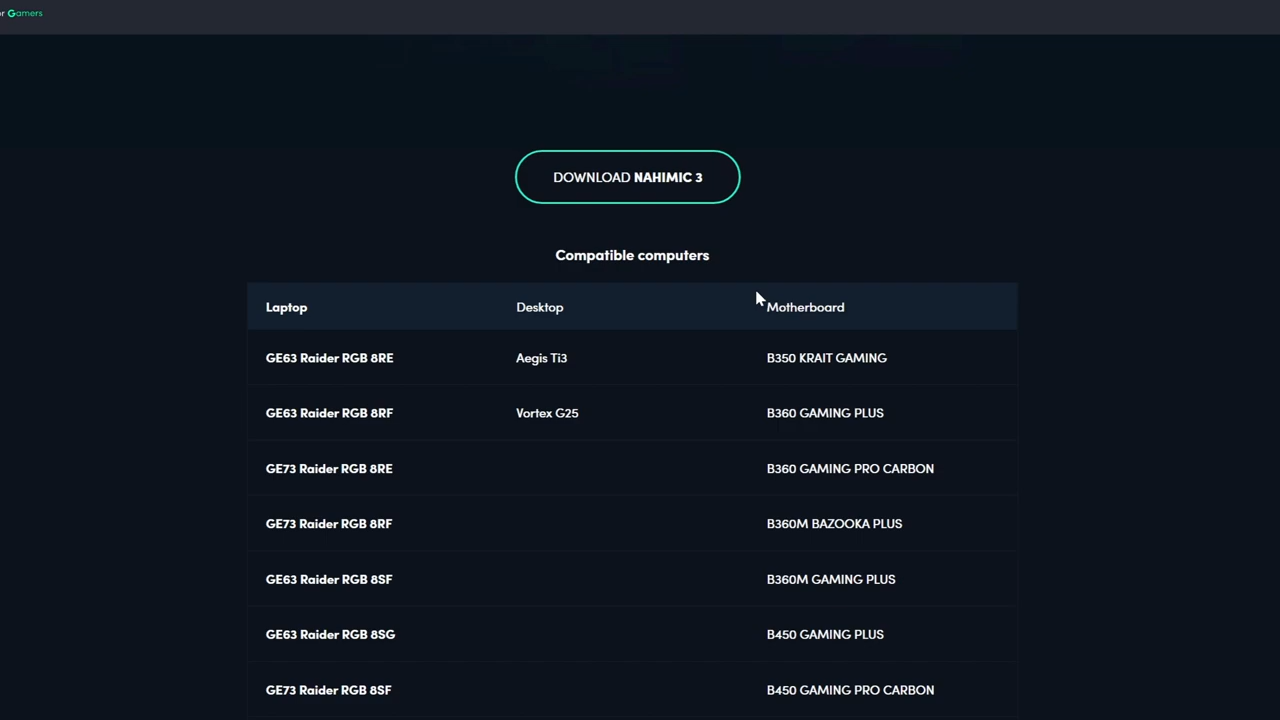 Gamers
DOWNLOAD NAHIMIC 3
Compatible computers
Laptop Desktop Motherboard
GE63 Raider RGB 8RE Aegis Ti3 B350 KRAIT GAMING
GE63 Raider RGB 8RF Vortex G25 B360 GAMING PLUS
GE73 Raider RGB 8RE B360 GAMING PRO CARBON
GE73 Raider RGB 8RF B360M BAZOOKA PLUS
GE63 Raider RGB 8SF B360M GAMING PLUS
GE63 Raider RGB 8SG B450 GAMING PLUS
GE73 Raider RGB 8SF B450 GAMING PRO CARBON